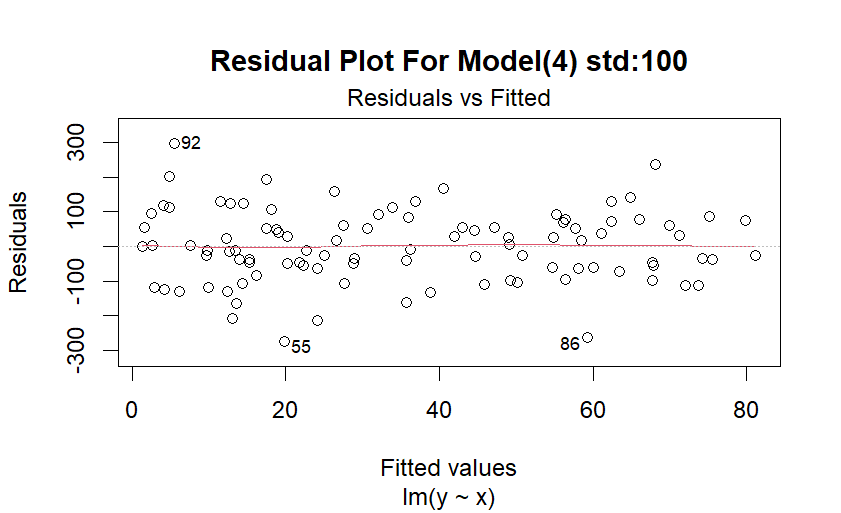 Residual Plot For Model(4) std:100
Residuals vs Fitted
Residuals
300
100
-100
-300
92
55
86
0 20 40 60 80
Fitted values
lm(y ~ x)